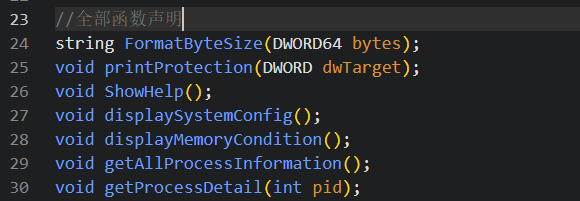 23 //全部函数声明
24 string FormatByteSize(DWORD64 bytes);
25 void printProtection(DWORD dwTarget);
26 void ShowHelp();
27 void displaySystemConfig();
28 void displayMemoryCondition();
29 void getAllProcessInformation();
30 void getProcessDetail(int pid);